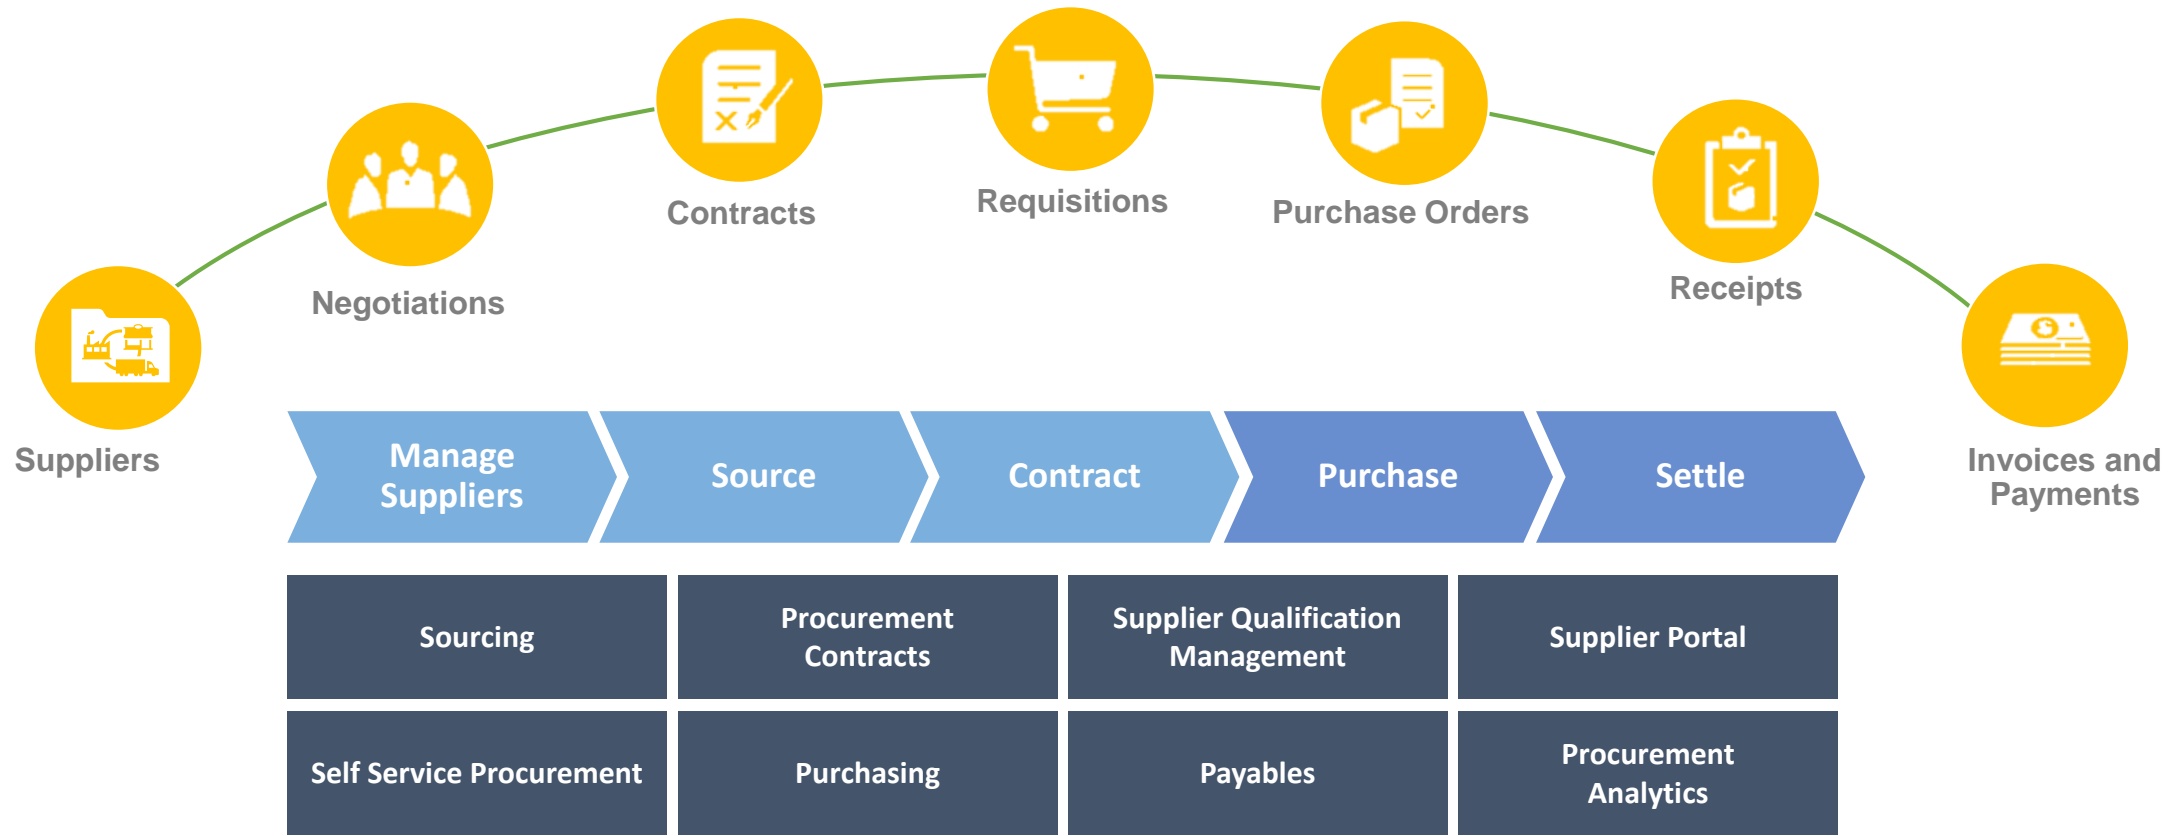 Suppliers
Negotiations
Contracts
Requisitions
Purchase Orders
Receipts
Invoices and
Payments
Manage
Suppliers
Source
Contract
Purchase
Settle
Sourcing
Procurement
Contracts
Supplier Qualification
Management
Supplier Portal
Self Service Procurement
Purchasing
Payables
Procurement
Analytics